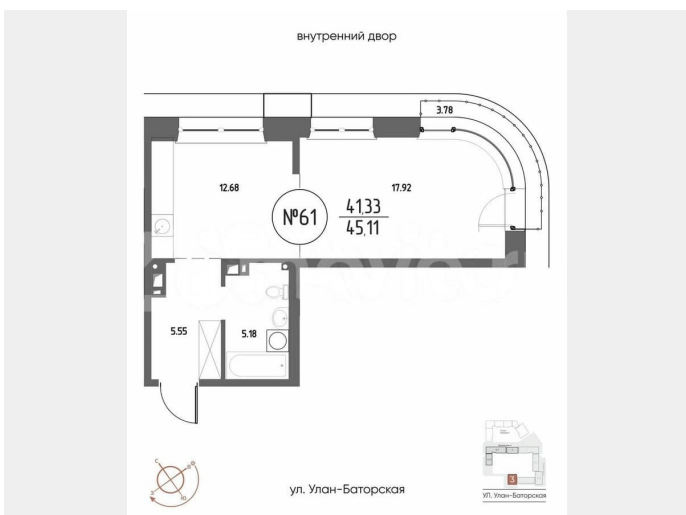 внутренний двор
3.78
12.68
17.92
№61
41,33
45,11
5.55
5.18
С
В
З
Ю
3
ул. Улан-Баторская
УЛ. Улан-Баторская